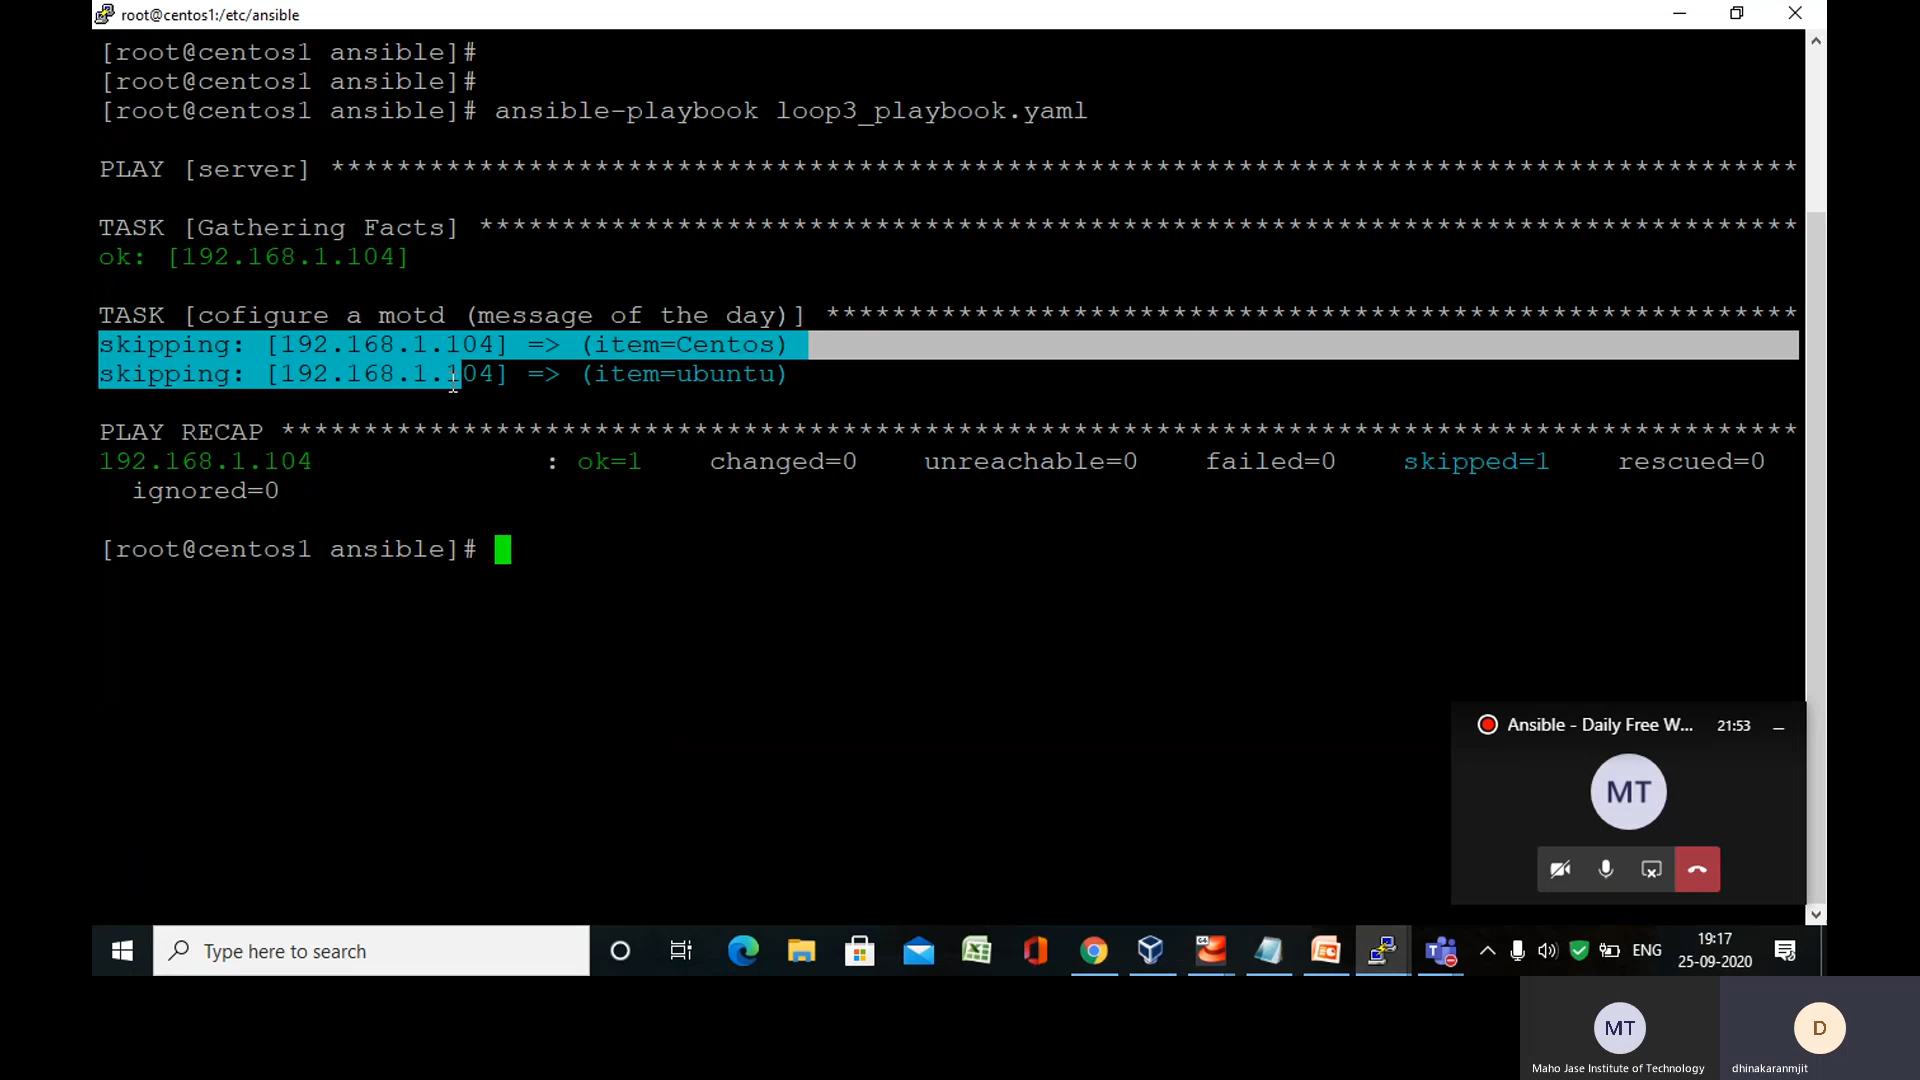 root@centos1:/etc/ansible
[root@centos1 ansible]#
[root@centos1 ansible]#
[root@centos1 ansible]# ansible-playbook loop3_playbook.yaml
PLAY [server] *****************************************************************************************
TASK [Gathering Facts] ********************************************************************************
ok: [192.168.1.104]
TASK [cofigure a motd (message of the day)] ***********************************************************
skipping: [192.168.1.104] => (item=Centos)
skipping: [192.168.1.104] => (item=ubuntu)
PLAY RECAP ********************************************************************************************
192.168.1.104 : ok=1 changed=0 unreachable=0 failed=0 skipped=1 rescued=0
ignored=0
[root@centos1 ansible]#
Ansible - Daily Free W... 21:53
MT
Type here to search
ENG
19:17
25-09-2020
MT
D
Maho Jase Institute of Technology
dhinakaranmjit